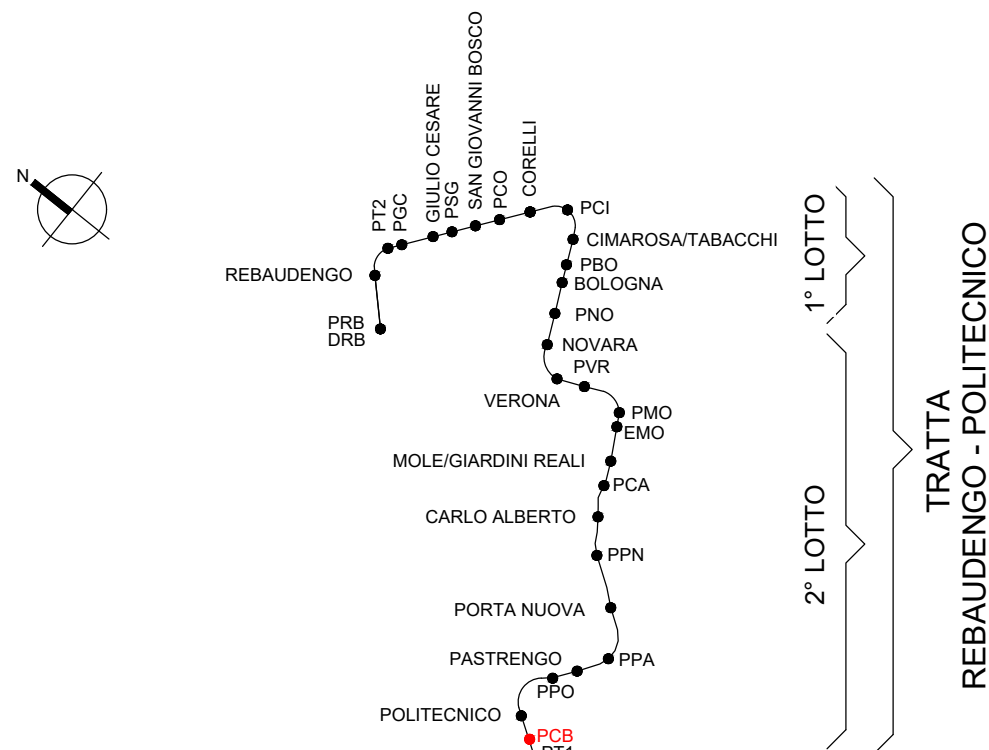 N
PT2
PGC
GIULIO CESARE
PSG
SAN GIOVANNI BOSCO
PCO
CORELLI
PCI
CIMAROSA/TABACCHI
REBAUDENGO
PBO
BOLOGNA
PRB
DRB
PNO
NOVARA
PVR
VERONA
PMO
EMO
MOLE/GIARDINI REALI
PCA
CARLO ALBERTO
PPN
PORTA NUOVA
PASTRENGO
PPA
PPO
POLITECNICO
PCB
PT1
1° LOTTO
2° LOTTO
TRATTA
REBAUDENGO - POLITECNICO